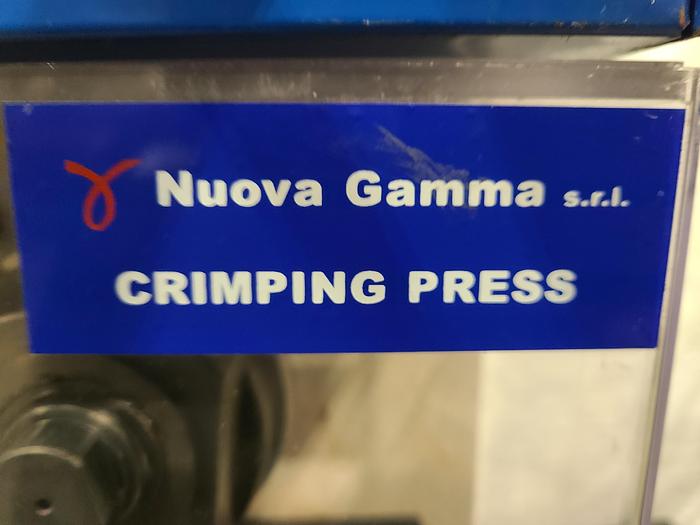 Nuova Gamma s.r.l.
CRIMPING PRESS